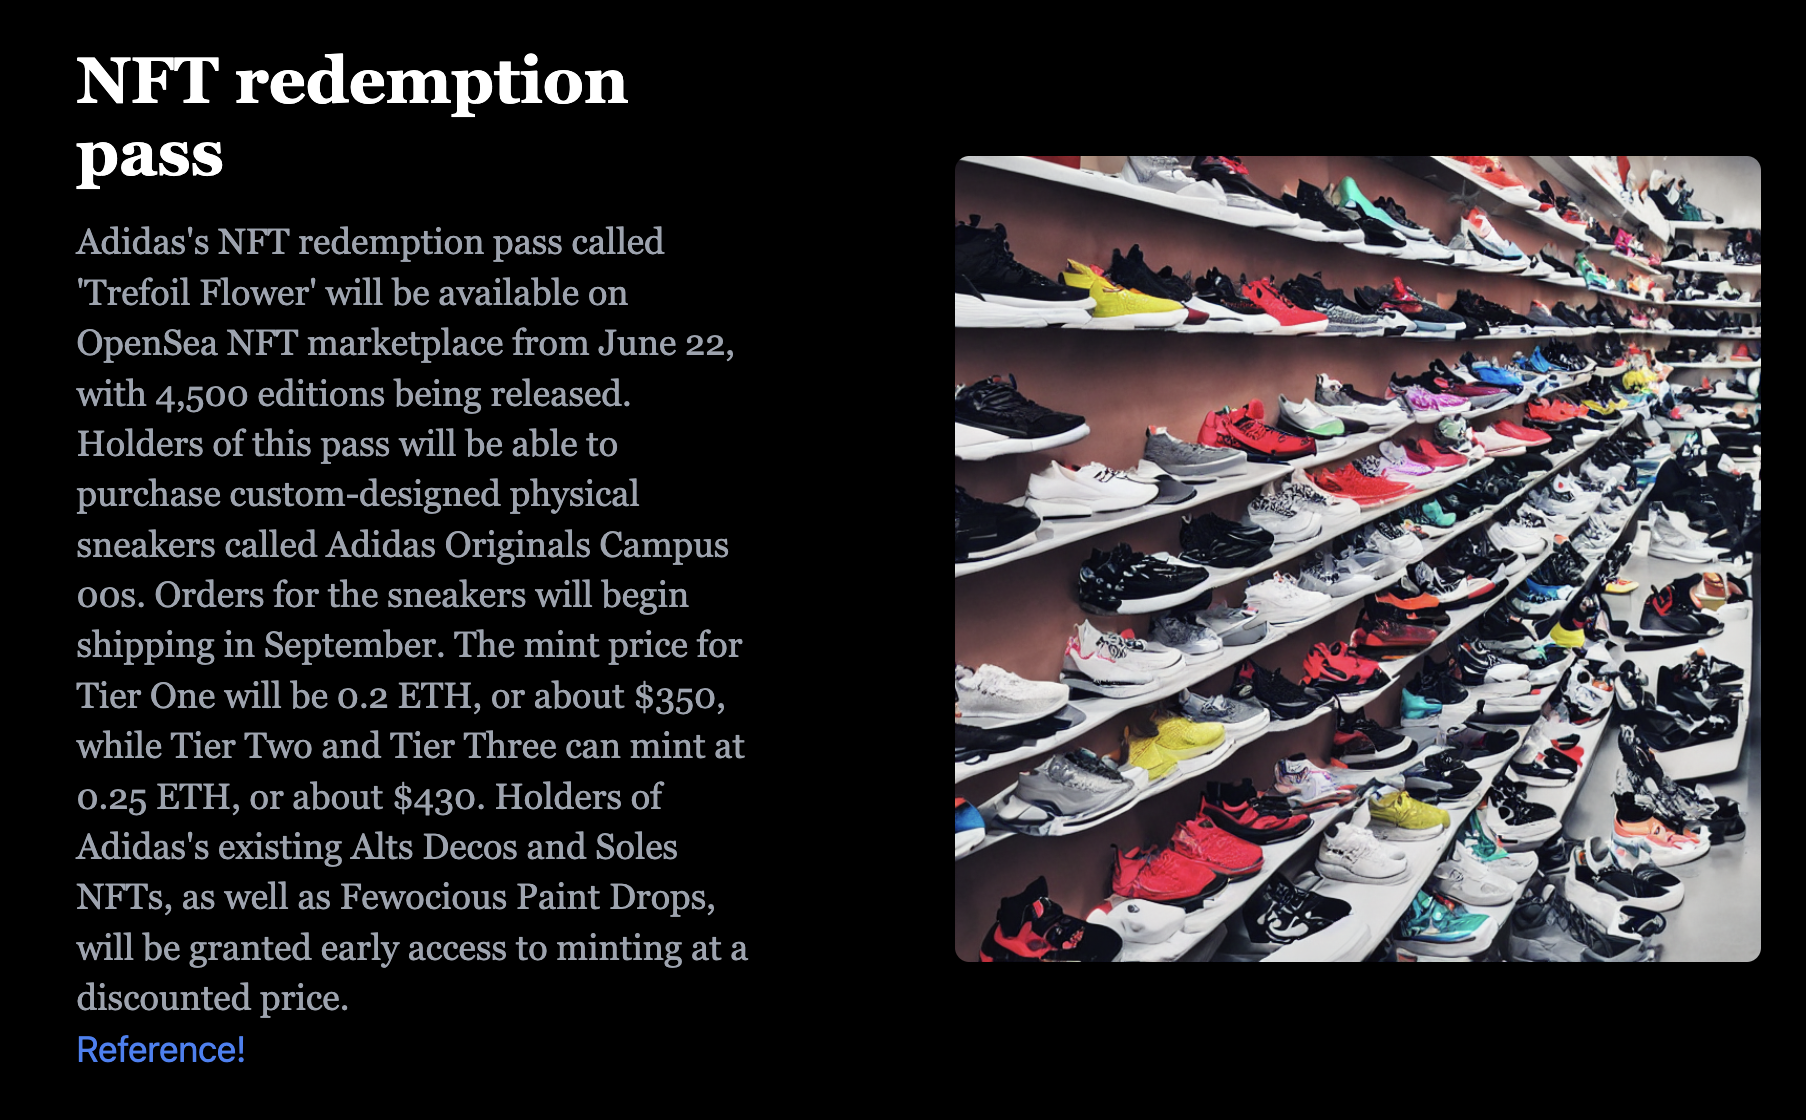 NFT redemption
pass
Adidas's NFT redemption pass called
'Trefoil Flower' will be available on
OpenSea NFT marketplace from June 22,
with 4,500 editions being released.
Holders of this pass will be able to
purchase custom-designed physical
sneakers called Adidas Originals Campus
00s. Orders for the sneakers will begin
shipping in September. The mint price for
Tier One will be 0.2 ETH, or about $350,
while Tier Two and Tier Three can mint at
0.25 ETH, or about $430. Holders of
Adidas's existing Alts Decos and Soles
NFTs, as well as Fewocious Paint Drops,
will be granted early access to minting at a
discounted price.
Reference!